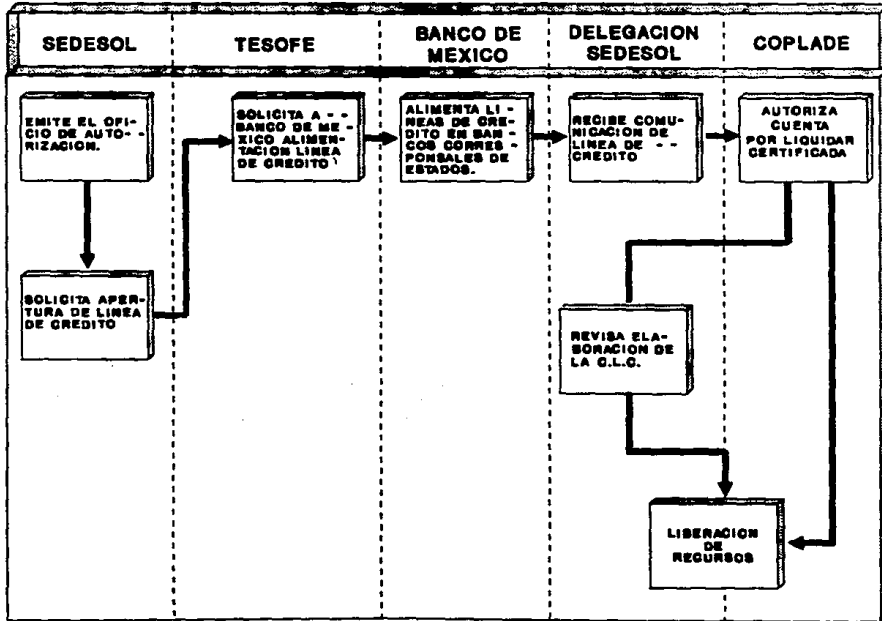 SEDESOL
TESOFE
BANCO DE
MEXICO
DELEGACION
SEDESOL
COPLADE
EMITE EL OFI-
CIO DE AUTO- -
RIZACION.
SOLICITA A - -
BANCO DE ME -
XICO ALIMEN-
TACION LINEA
DE CREDITO
ALIMENTA LI -
NEAS DE CRE-
DITO EN BAN -
COS CORRES -
PONSALES DE
ESTADOS.
RECIBE COMU-
NICACION DE
LINEA DE - -
CREDITO
AUTORIZA
CUENTA
POR LIQUIDAR
CERTIFICADA
SOLICITA APER-
TURA DE LINEA
DE CREDITO
REVISA ELA-
BORACION DE
LA C.L.C.
LIBERACION
DE
RECURSOS